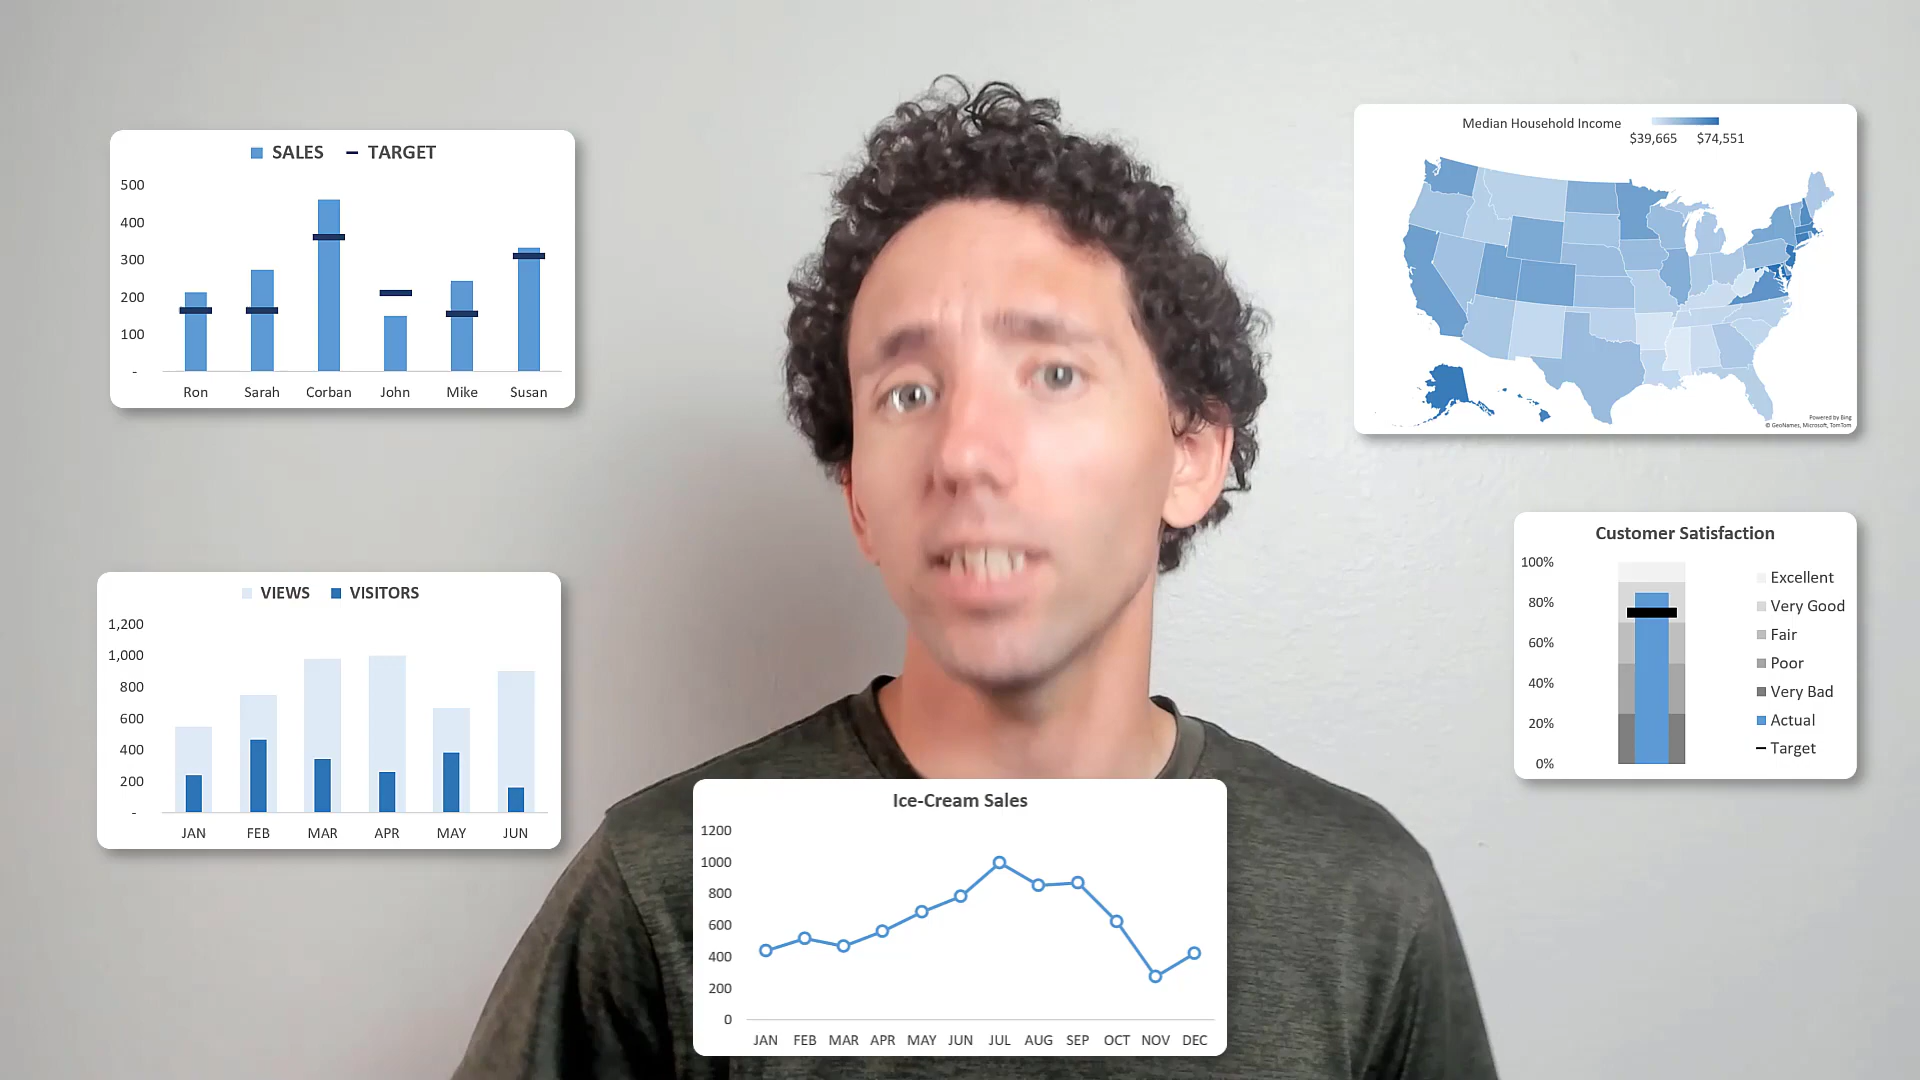 SALES TARGET
500
400
300
200
100
-
Ron Sarah Corban John Mike Susan
Median Household Income
$39,665 $74,551
Powered by Bing
© GeoNames, Microsoft, TomTom
VIEWS VISITORS
1,200
1,000
800
600
400
200
-
JAN FEB MAR APR MAY JUN
Customer Satisfaction
100%
80%
60%
40%
20%
0%
Excellent
Very Good
Fair
Poor
Very Bad
Actual
Target
Ice-Cream Sales
1200
1000
800
600
400
200
0
JAN FEB MAR APR MAY JUN JUL AUG SEP OCT NOV DEC